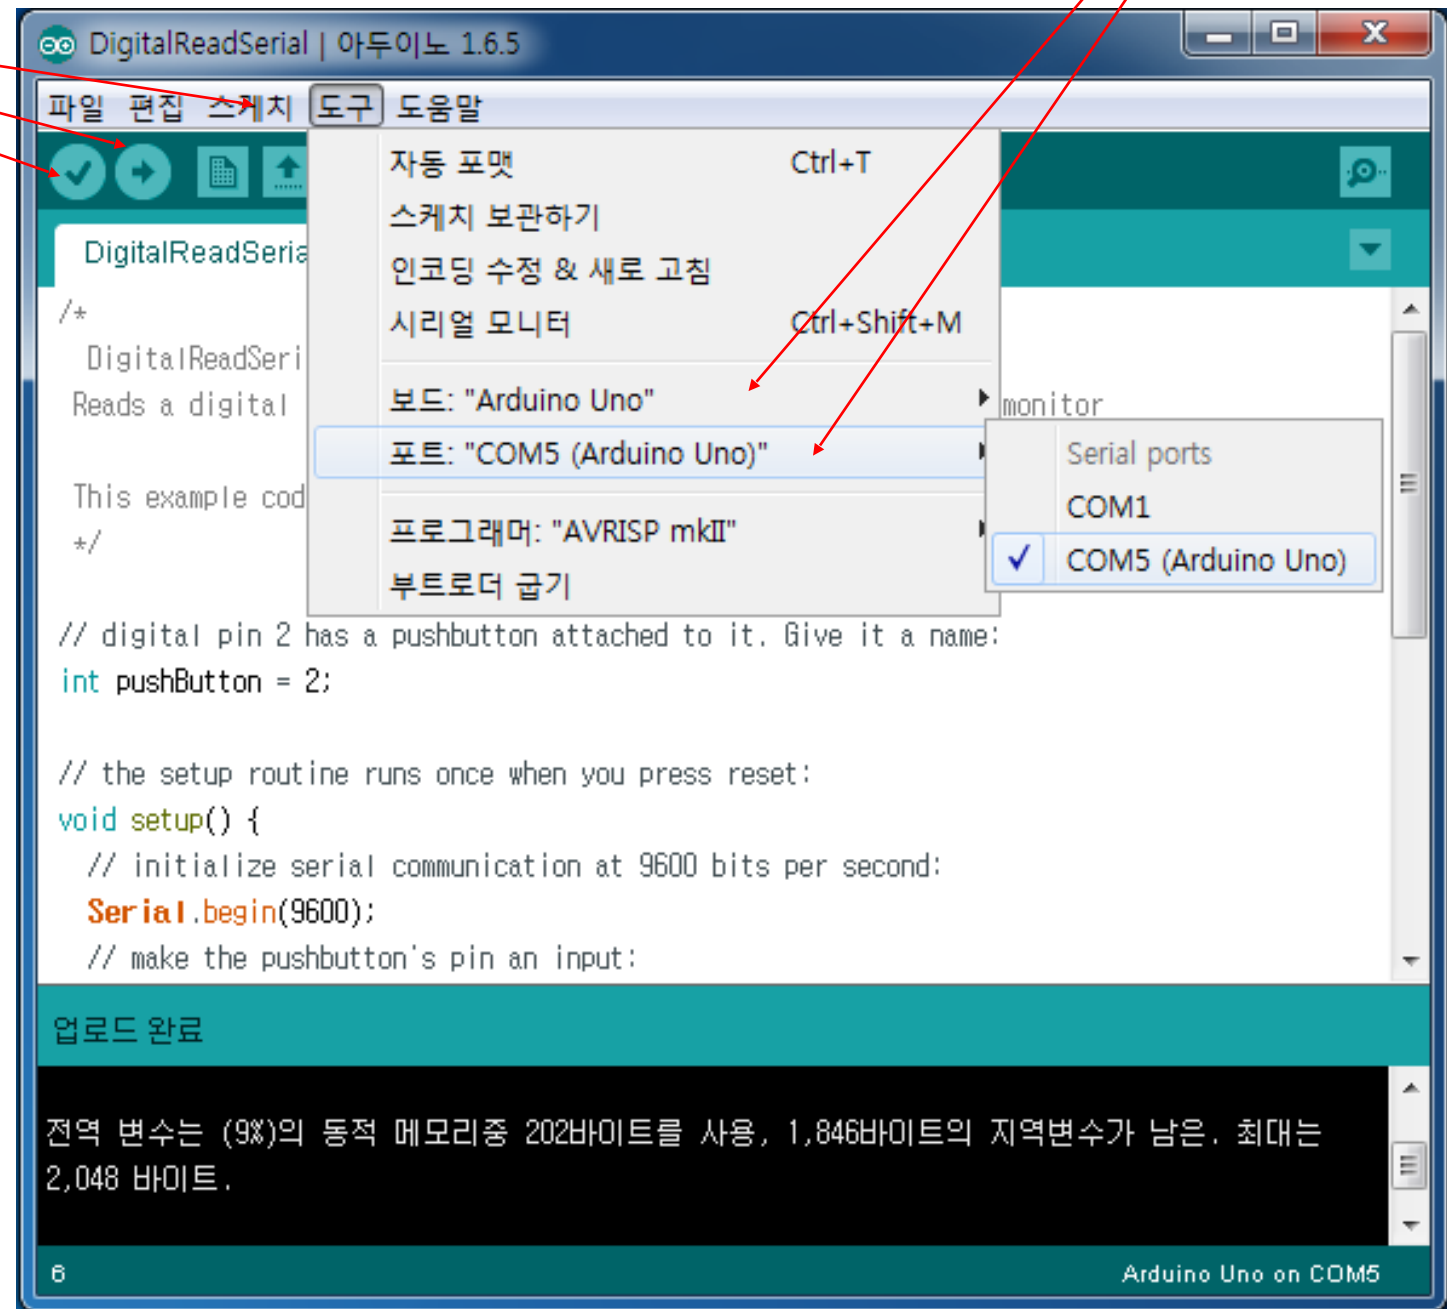 DigitalReadSerial | 아두이노 1.6.5
파일 편집 스케치 도구 도움말
자동 포맷 Ctrl+T
스케치 보관하기
인코딩 수정 & 새로 고침
시리얼 모니터 Ctrl+Shift+M
보드: "Arduino Uno"
포트: "COM5 (Arduino Uno)"
프로그래머: "AVRISP mkII"
부트로더 굽기
Serial ports
COM1
COM5 (Arduino Uno)
DigitalReadSeria
/*
DigitalReadSeri
Reads a digital monitor
This example cod
*/
// digital pin 2 has a pushbutton attached to it. Give it a name:
int pushButton = 2;
// the setup routine runs once when you press reset:
void setup() {
// initialize serial communication at 9600 bits per second:
Serial.begin(9600);
// make the pushbutton's pin an input:
업로드 완료
전역 변수는 (9%)의 동적 메모리중 202바이트를 사용, 1,846바이트의 지역변수가 남은. 최대는
2,048 바이트.
6 Arduino Uno on COM5